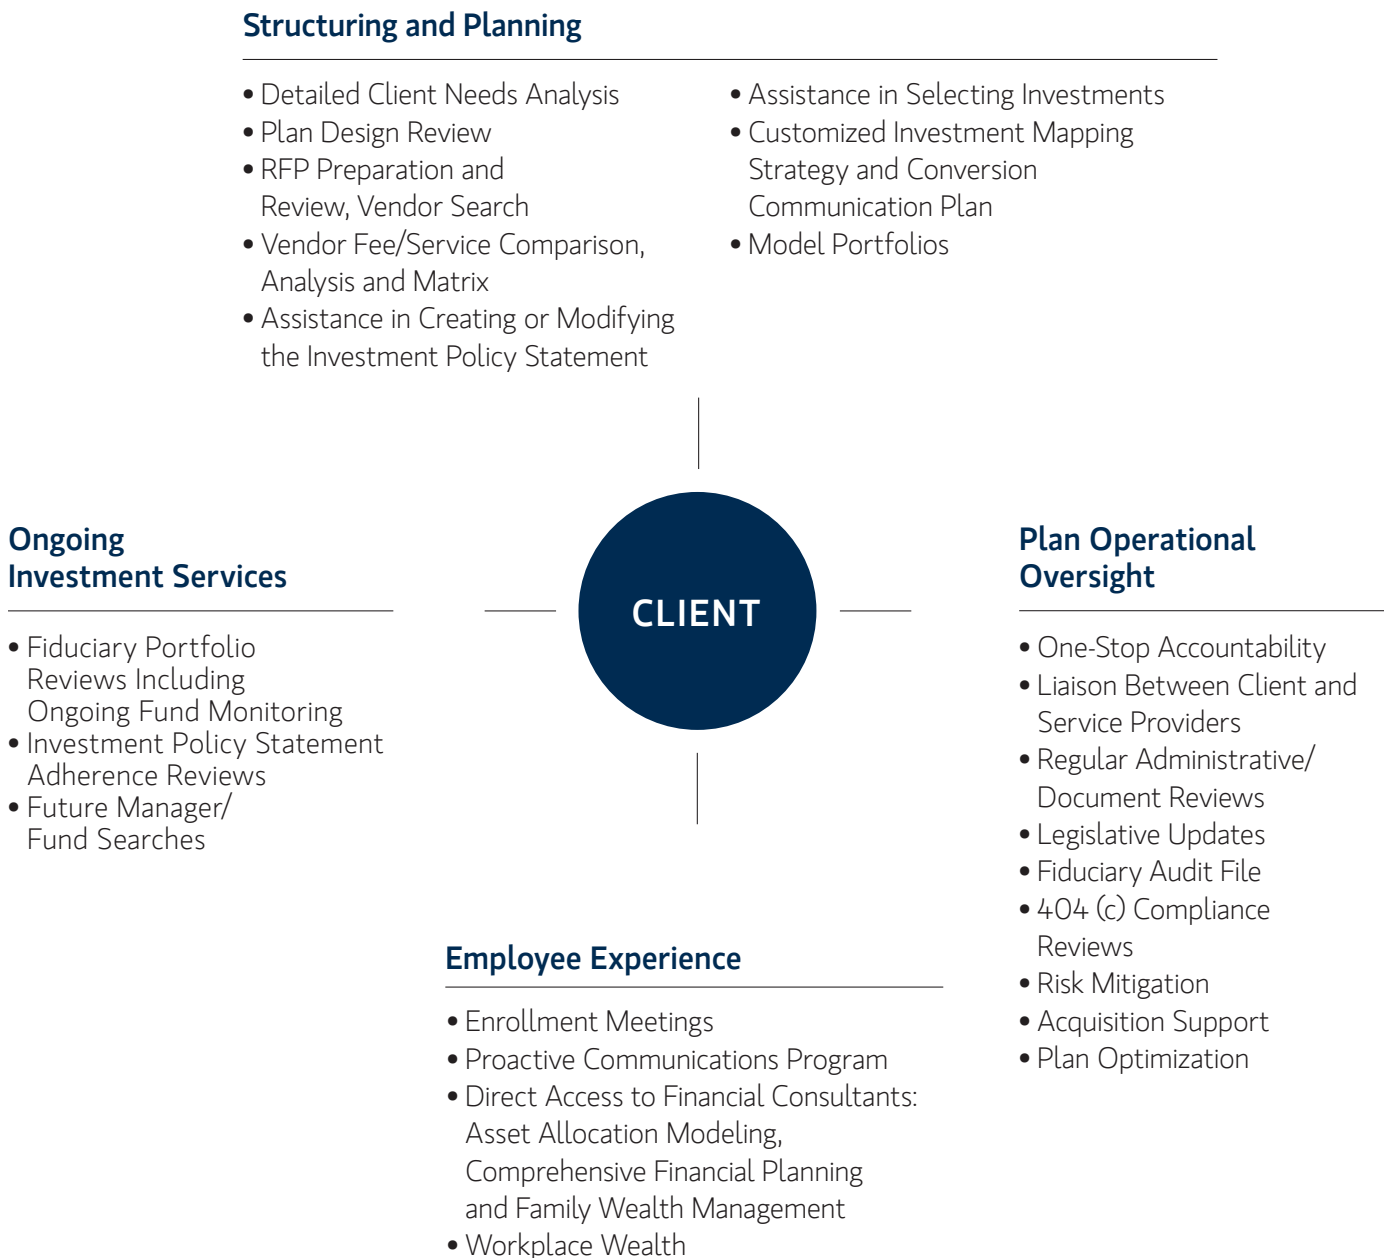 Structuring and Planning
• Detailed Client Needs Analysis
• Plan Design Review
• RFP Preparation and
Review, Vendor Search
• Vendor Fee/Service Comparison,
Analysis and Matrix
• Assistance in Creating or Modifying
the Investment Policy Statement
• Assistance in Selecting Investments
• Customized Investment Mapping
Strategy and Conversion
Communication Plan
• Model Portfolios
Ongoing
Investment Services
• Fiduciary Portfolio
Reviews Including
Ongoing Fund Monitoring
• Investment Policy Statement
Adherence Reviews
• Future Manager/
Fund Searches
CLIENT
Plan Operational
Oversight
• One-Stop Accountability
• Liaison Between Client and
Service Providers
• Regular Administrative/
Document Reviews
• Legislative Updates
• Fiduciary Audit File
• 404 (c) Compliance
Reviews
• Risk Mitigation
• Acquisition Support
• Plan Optimization
Employee Experience
• Enrollment Meetings
• Proactive Communications Program
• Direct Access to Financial Consultants:
Asset Allocation Modeling,
Comprehensive Financial Planning
and Family Wealth Management
• Workplace Wealth